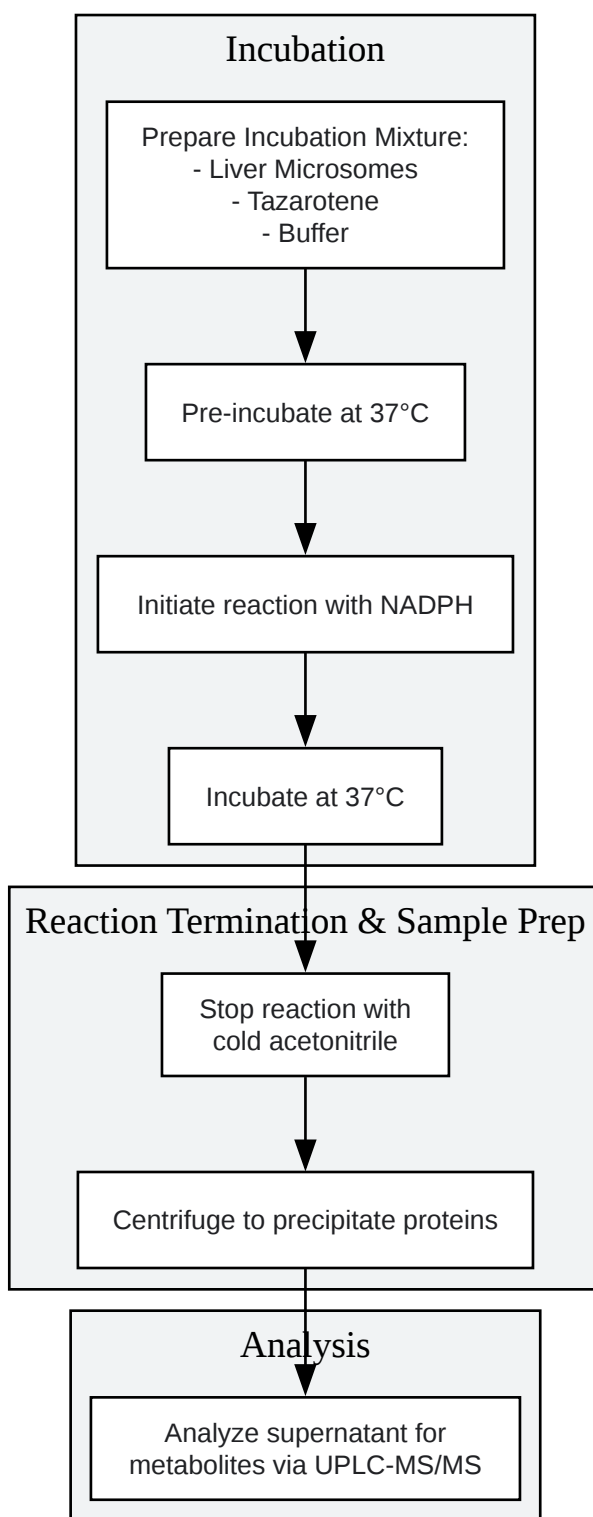 Incubation
Prepare Incubation Mixture:
- Liver Microsomes
- Tazarotene
- Buffer
Pre-incubate at 37°C
Initiate reaction with NADPH
Incubate at 37°C
Reaction Termination & Sample Prep
Stop reaction with
cold acetonitrile
Centrifuge to precipitate proteins
Analysis
Analyze supernatant for
metabolites via UPLC-MS/MS